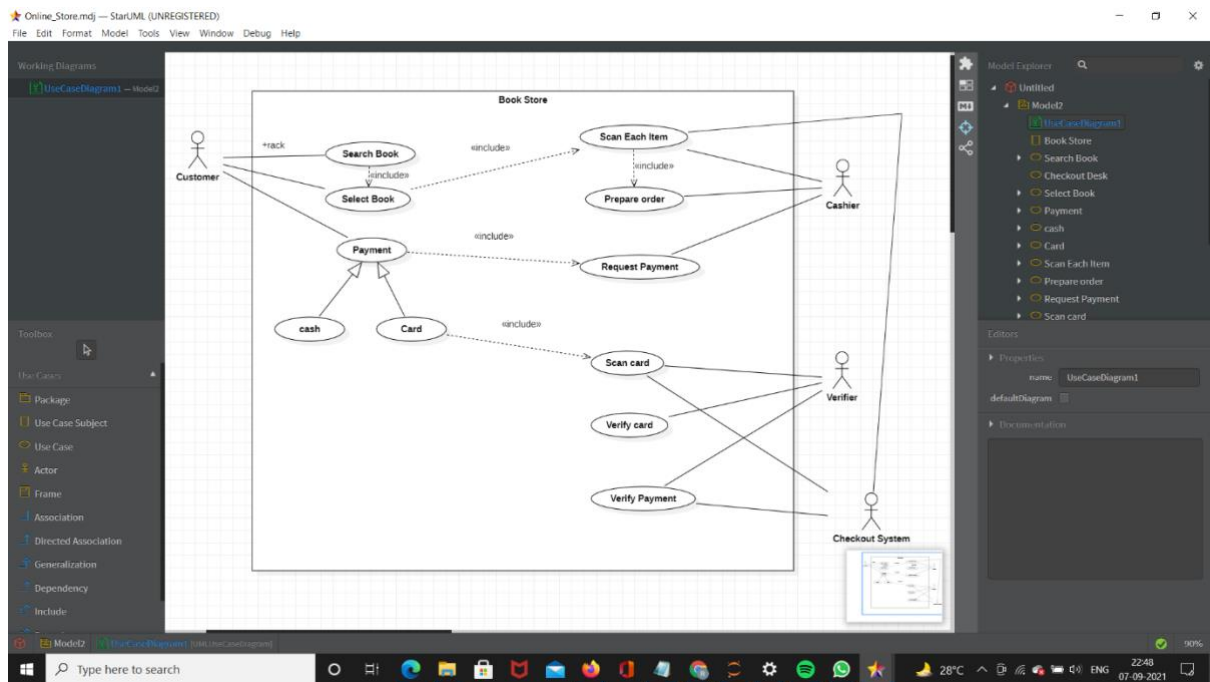 Online_Store.mdj — StarUML (UNREGISTERED)
File Edit Format Model Tools View Window Debug Help
Working Diagrams
UseCaseDiagram1 — Model2
Toolbox
Use Cases
Package
Use Case Subject
Use Case
Actor
Frame
Association
Directed Association
Generalization
Dependency
Include
Book Store
Customer
+rack
Search Book
«include»
Select Book
«include»
Scan Each Item
«include»
Prepare order
Cashier
Payment
«include»
Request Payment
cash
Card
«include»
Scan card
Verifier
Verify card
Verify Payment
Checkout System
Model Explorer
Untitled
Model2
UseCaseDiagram1
Book Store
Search Book
Checkout Desk
Select Book
Payment
cash
Card
Scan Each Item
Prepare order
Request Payment
Scan card
Editors
Properties
name UseCaseDiagram1
defaultDiagram
Documentation
Model2 UseCaseDiagram1 [UMLUseCaseDiagram]
90%
Type here to search
28°C ENG 22:48
07-09-2021